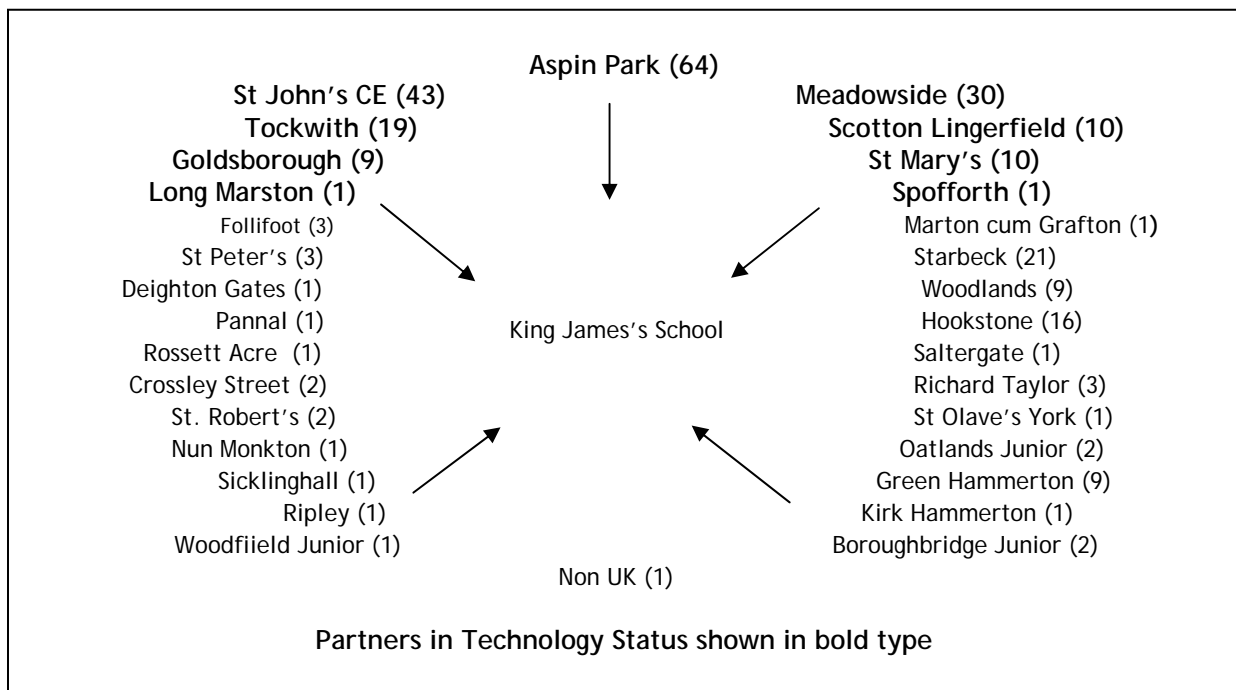 Aspin Park (64)
St John's CE (43)
Tockwith (19)
Goldsborough (9)
Long Marston (1)
Follifoot (3)
St Peter's (3)
Deighton Gates (1)
Pannal (1)
Rossett Acre (1)
Crossley Street (2)
St. Robert's (2)
Nun Monkton (1)
Sicklinghall (1)
Ripley (1)
Woodfiield Junior (1)
Meadowside (30)
Scotton Lingerfield (10)
St Mary's (10)
Spofforth (1)
Marton cum Grafton (1)
Starbeck (21)
Woodlands (9)
Hookstone (16)
Saltergate (1)
Richard Taylor (3)
St Olave's York (1)
Oatlands Junior (2)
Green Hammerton (9)
Kirk Hammerton (1)
Boroughbridge Junior (2)
King James's School
Non UK (1)
Partners in Technology Status shown in bold type